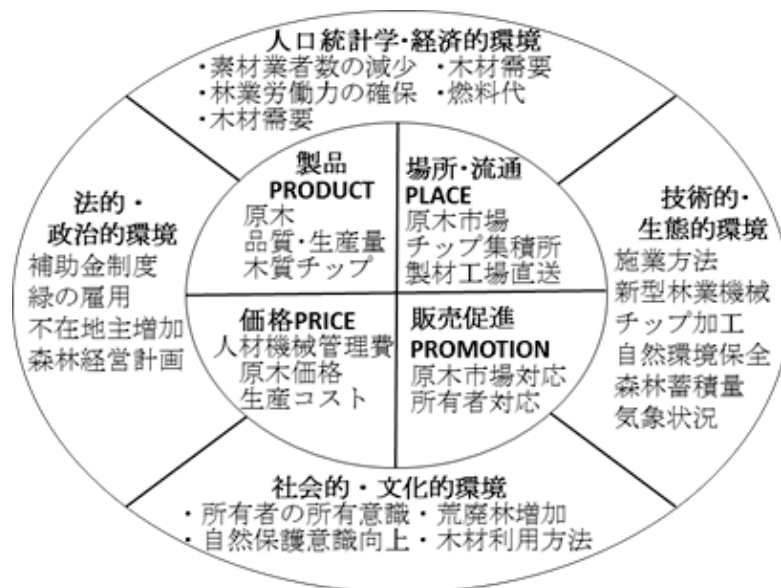 人口統計学・経済的環境
・素材業者数の減少 ・木材需要
・林業労働力の確保 ・燃料代
・木材需要
法的・
政治的環境
補助金制度
緑の雇用
不在地主増加
森林経営計画
製品
PRODUCT
原木
品質・生産量
木質チップ
場所・流通
PLACE
原木市場
チップ集積所
製材工場直送
価格PRICE
人材機械管理費
原木価格
生産コスト
販売促進
PROMOTION
原木市場対応
所有者対応
技術的・
生態的環境
施業方法
新型林業機械
チップ加工
自然環境保全
森林蓄積量
気象状況
社会的・文化的環境
・所有者の所有意識・荒廃林増加
・自然保護意識向上・木材利用方法